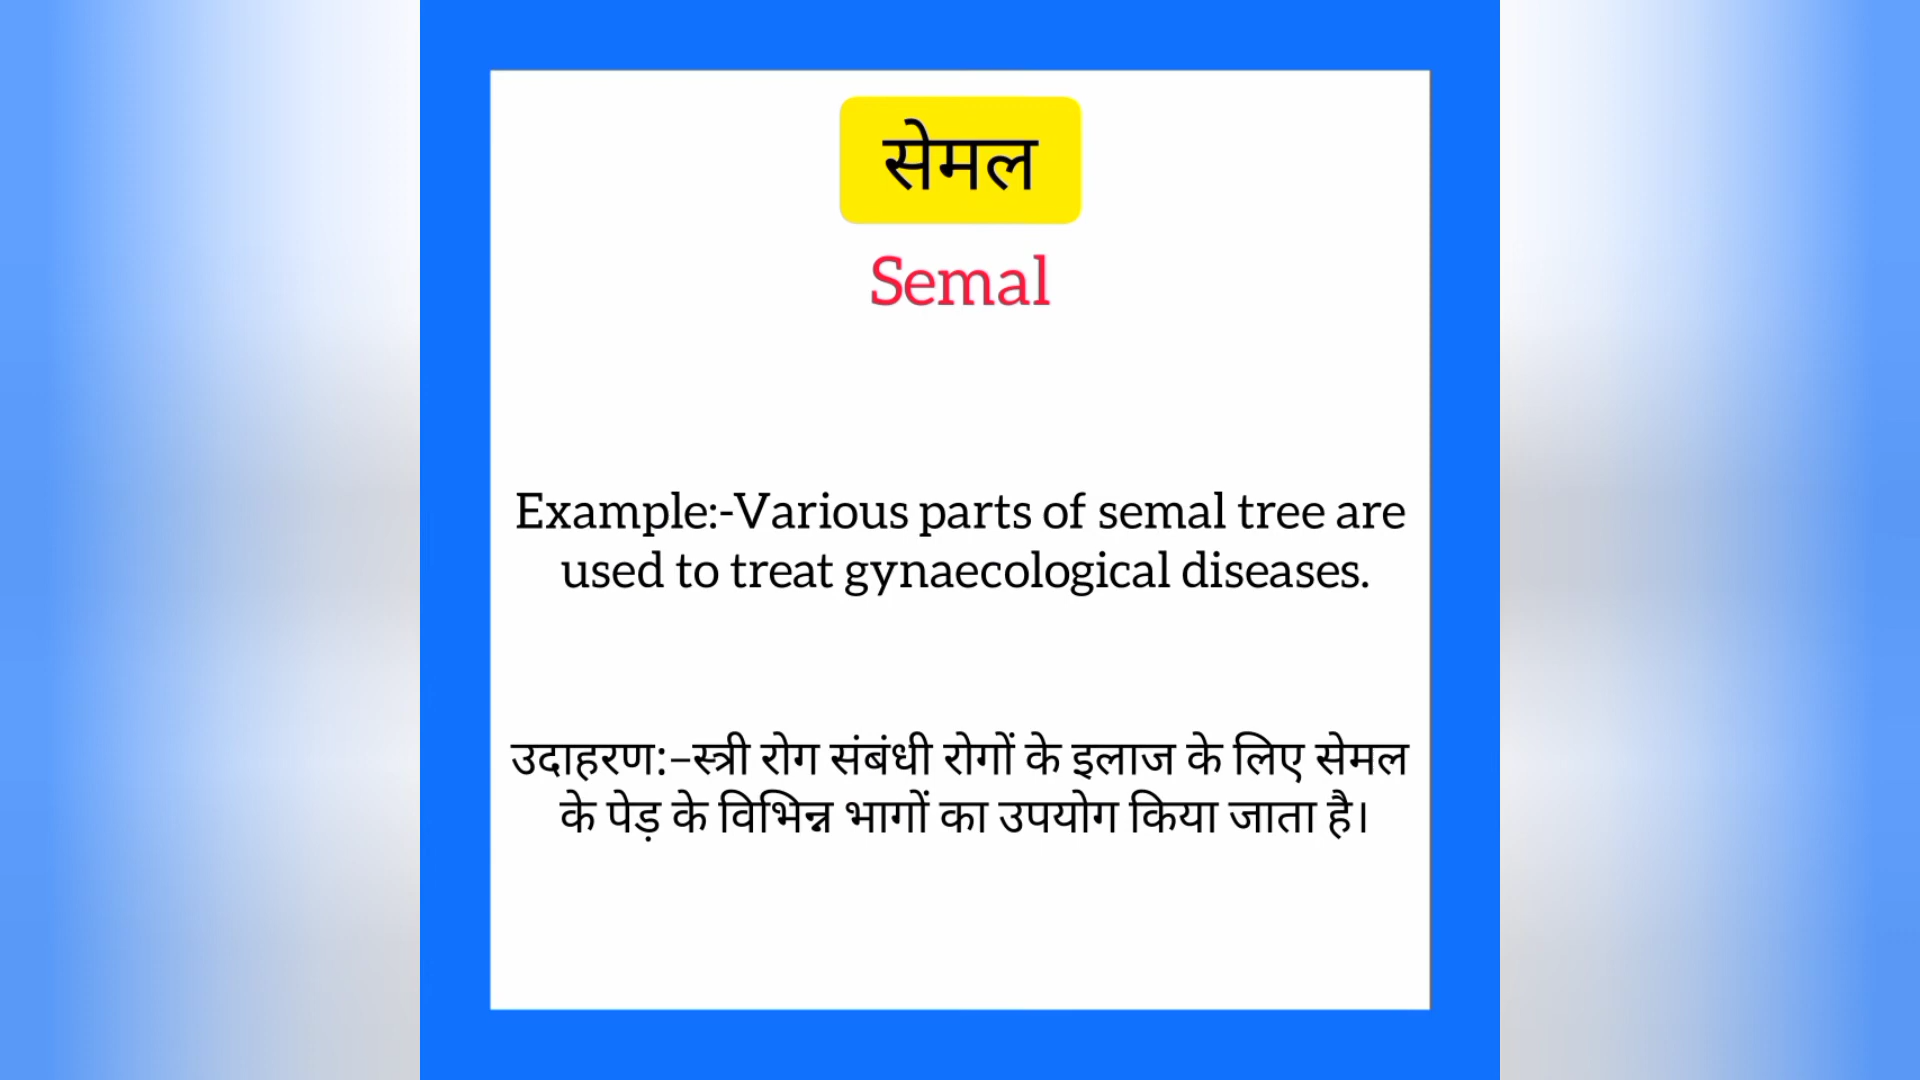 सेमल
Semal
Example:-Various parts of semal tree are
used to treat gynaecological diseases.
उदाहरण:–स्त्री रोग संबंधी रोगों के इलाज के लिए सेमल
के पेड़ के विभिन्न भागों का उपयोग किया जाता है।